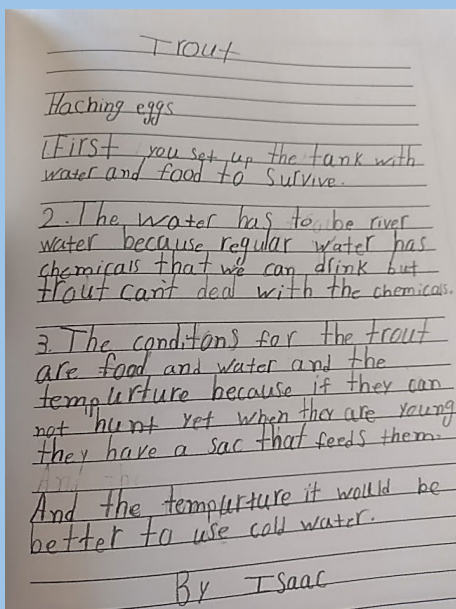 Trout
Haching eggs
1First you set up the tank with
water and food to survive.
2. The water has to be river
water because regular water has
chemicals that we can drink but
trout can't deal with the chemicals.
3. The conditons for the trout
are food and water and the
tempurture because if they can
not hunt yet when they are young
they have a sac that feeds them.
And the tempurture it would be
better to use cold water.
By Isaac